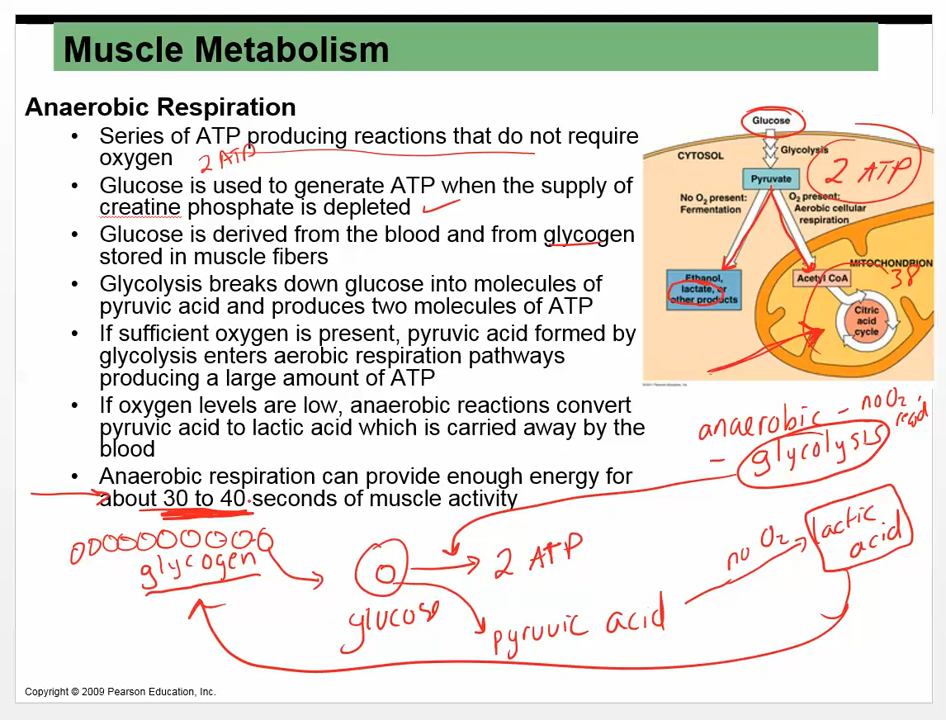 Muscle Metabolism
Anaerobic Respiration
• Series of ATP producing reactions that do not require
oxygen
2 ATP
• Glucose is used to generate ATP when the supply of
creatine phosphate is depleted
• Glucose is derived from the blood and from glycogen
stored in muscle fibers
• Glycolysis breaks down glucose into molecules of
pyruvic acid and produces two molecules of ATP
• If sufficient oxygen is present, pyruvic acid formed by
glycolysis enters aerobic respiration pathways
producing a large amount of ATP
• If oxygen levels are low, anaerobic reactions convert
pyruvic acid to lactic acid which is carried away by the
blood
• Anaerobic respiration can provide enough energy for
about 30 to 40 seconds of muscle activity
Glucose
Glycolysis
CYTOSOL
2 ATP
Pyruvate
No O2 present:
Fermentation
O2 present:
Aerobic cellular
respiration
MITOCHONDRION
Ethanol,
lactate, or
other products
Acetyl CoA
38
Citric
acid
cycle
anaerobic - no O2
req'd
- glycolysis
glycogen
glucose
2 ATP
pyruvic acid
no O2
lactic
acid
Copyright © 2009 Pearson Education, Inc.